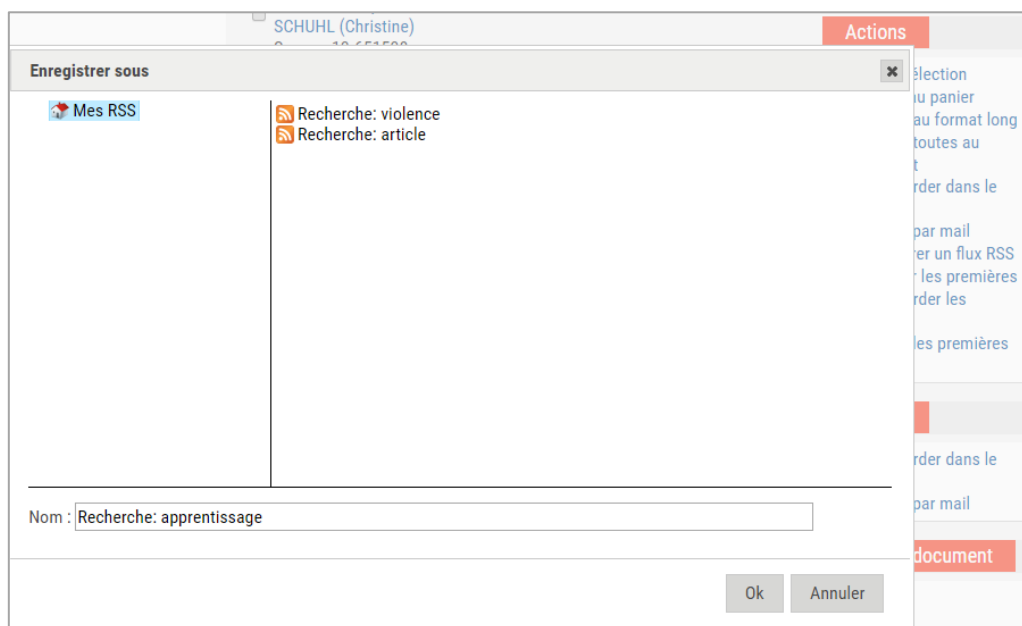 SCHUHL (Christine)
Actions
Enregistrer sous
Mes RSS
Recherche: violence
Recherche: article
élection
au panier
au format long
toutes au
t
rder dans le
par mail
rer un flux RSS
r les premières
rder les
les premières
rder dans le
par mail
document
Nom : Recherche: apprentissage
Ok
Annuler